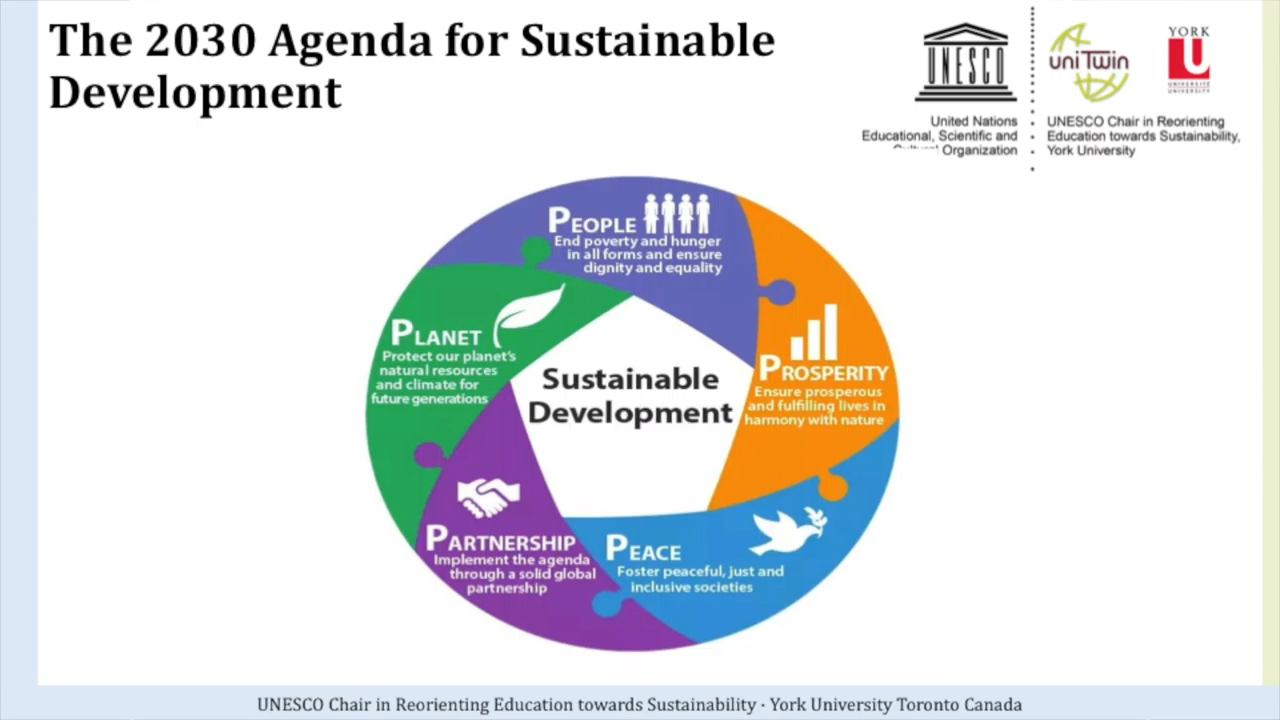 The 2030 Agenda for Sustainable
Development
UNESCO
uniTwin
YORK
U
UNIVERSITÉ
UNIVERSITY
United Nations
Educational, Scientific and
Organization
UNESCO Chair in Reorienting
Education towards Sustainability,
York University
PEOPLE
End poverty and hunger
in all forms and ensure
dignity and equality
PLANET
Protect our planet's
natural resources
and climate for
future generations
PROSPERITY
Ensure prosperous
and fulfilling lives in
harmony with nature
Sustainable
Development
PARTNERSHIP
Implement the agenda
through a solid global
partnership
PEACE
Foster peaceful, just and
inclusive societies
UNESCO Chair in Reorienting Education towards Sustainability · York University Toronto Canada